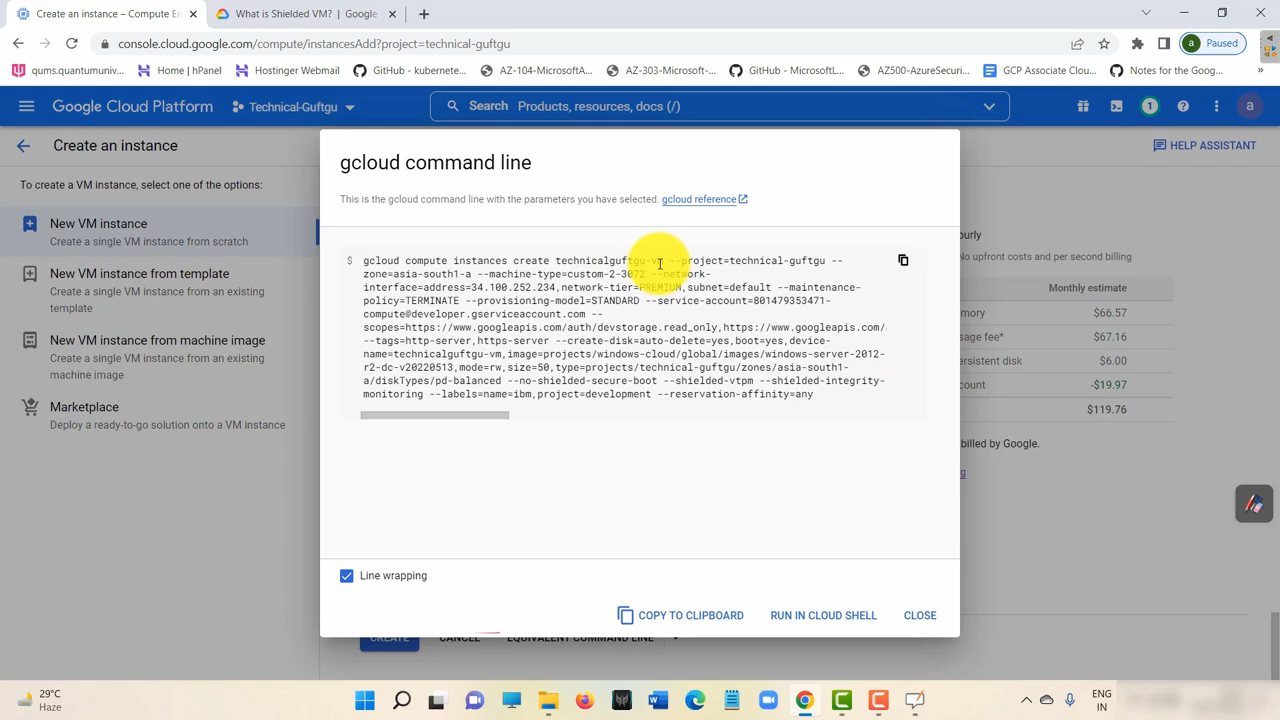 Create an instance – Compute En
What is Shielded VM? | Google C
console.cloud.google.com/compute/instancesAdd?project=technical-guftgu
Paused
qums.quantumuniv...
Home | hPanel
Hostinger Webmail
GitHub - kubernete...
AZ-104-MicrosoftA...
AZ-303-Microsoft-...
GitHub - MicrosoftL...
AZ500-AzureSecuri...
GCP Associate Clou...
Notes for the Goog...
Google Cloud Platform
Technical-Guftgu
Search Products, resources, docs (/)
1
a
Create an instance
HELP ASSISTANT
To create a VM instance, select one of the options:
New VM instance
Create a single VM instance from scratch
New VM instance from template
Create a single VM instance from an existing
template
New VM instance from machine image
Create a single VM instance from an existing
machine image
Marketplace
Deploy a ready-to-go solution onto a VM instance
gcloud command line
This is the gcloud command line with the parameters you have selected. gcloud reference
$ gcloud compute instances create technicalguftgu-vm --project=technical-guftgu --
zone=asia-south1-a --machine-type=custom-2-3072 --network-
interface=address=34.100.252.234,network-tier=PREMIUM,subnet=default --maintenance-
policy=TERMINATE --provisioning-model=STANDARD --service-account=801479353471-
compute@developer.gserviceaccount.com --
scopes=https://www.googleapis.com/auth/devstorage.read_only,https://www.googleapis.com/
--tags=http-server,https-server --create-disk=auto-delete=yes,boot=yes,device-
name=technicalguftgu-vm,image=projects/windows-cloud/global/images/windows-server-2012-
r2-dc-v20220513,mode=rw,size=50,type=projects/technical-guftgu/zones/asia-south1-
a/diskTypes/pd-balanced --no-shielded-secure-boot --shielded-vtpm --shielded-integrity-
monitoring --labels=name=ibm,project=development --reservation-affinity=any
Line wrapping
COPY TO CLIPBOARD
RUN IN CLOUD SHELL
CLOSE
ourly
No upfront costs and per second billing
Monthly estimate
mory $66.57
sage fee* $67.16
ersistent disk $6.00
count -$19.97
$119.76
billed by Google.
g
CREATE
CANCEL
EQUIVALENT COMMAND LINE
29°C
Haze
ENG
IN